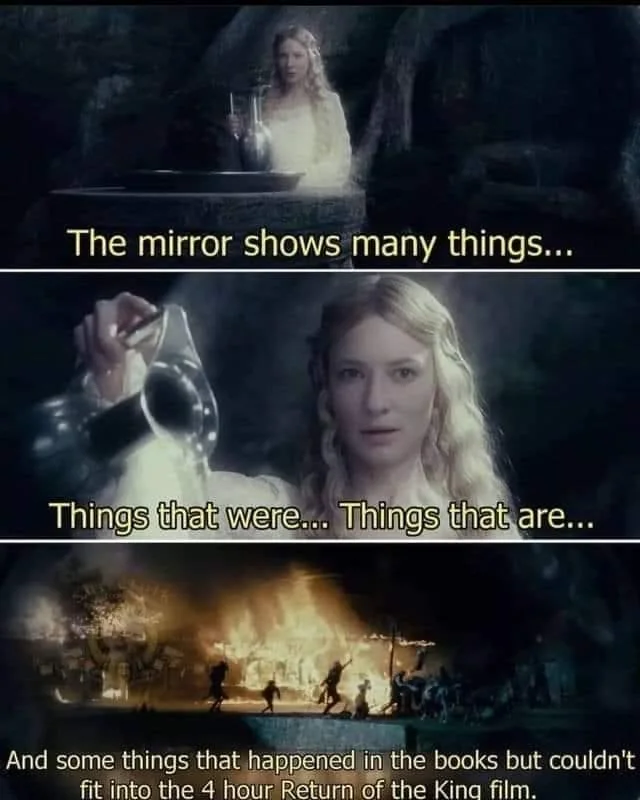 The mirror shows many things...
Things that were... Things that are...
And some things that happened in the books but couldn't
fit into the 4 hour Return of the King film.